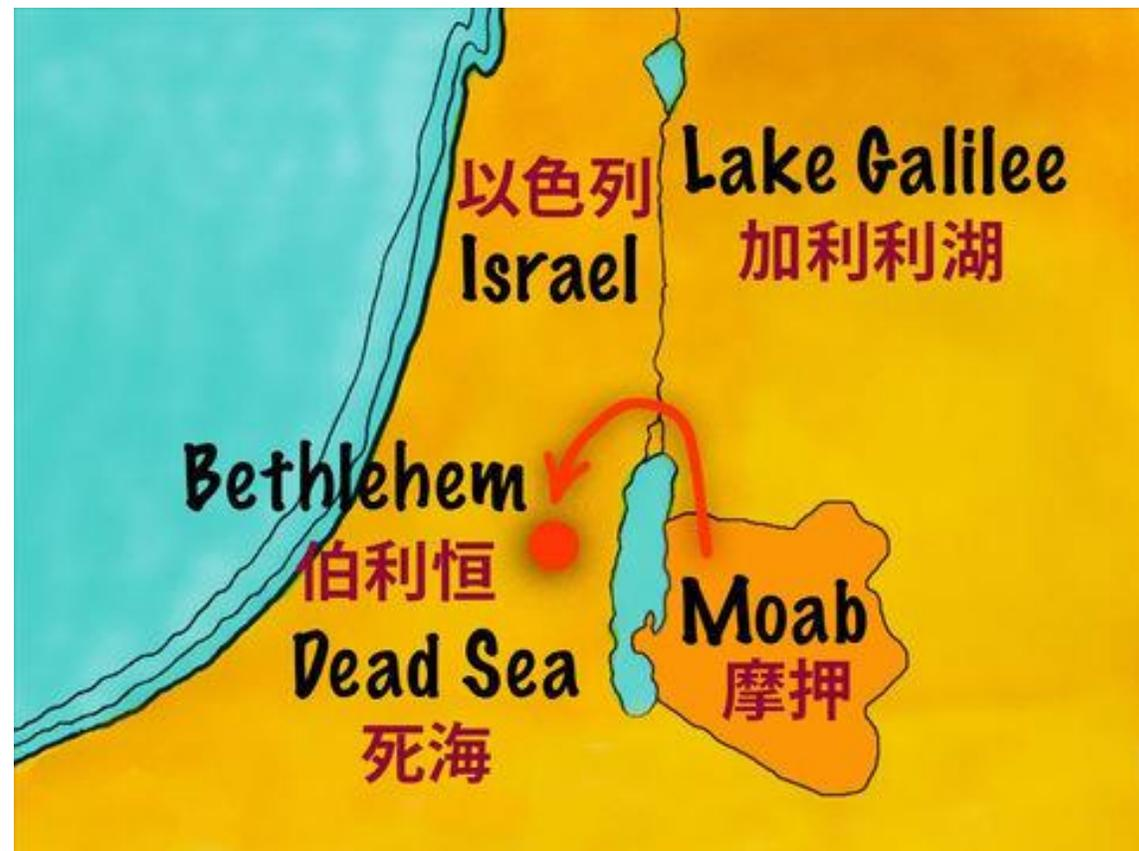 以色列
Israel
Lake Galilee
加利利湖
Bethlehem
伯利恒
Dead Sea
死海
Moab
摩押